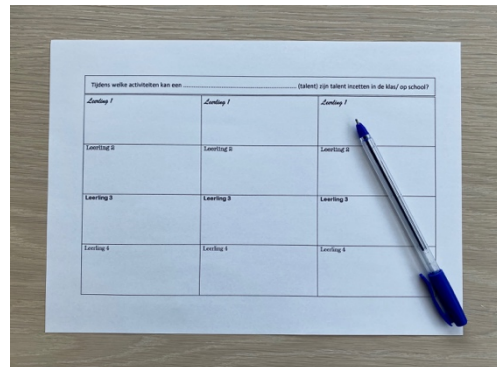 Tijdens welke activiteiten kan een ........................................ (talent) zijn talent inzetten in de klas/ op school?
Leerling 1 Leerling 1 Leerling 1
Leerling 2 Leerling 2 Leerling 2
Leerling 3 Leerling 3 Leerling 3
Leerling 4 Leerling 4 Leerling 4